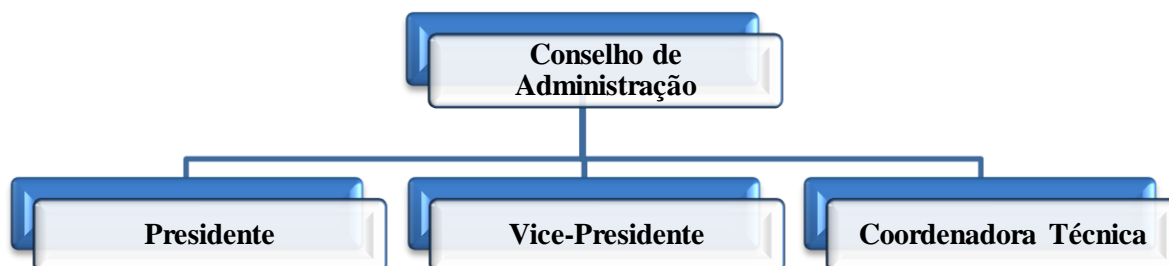 Conselho de
Administração
Presidente
Vice-Presidente
Coordenadora Técnica